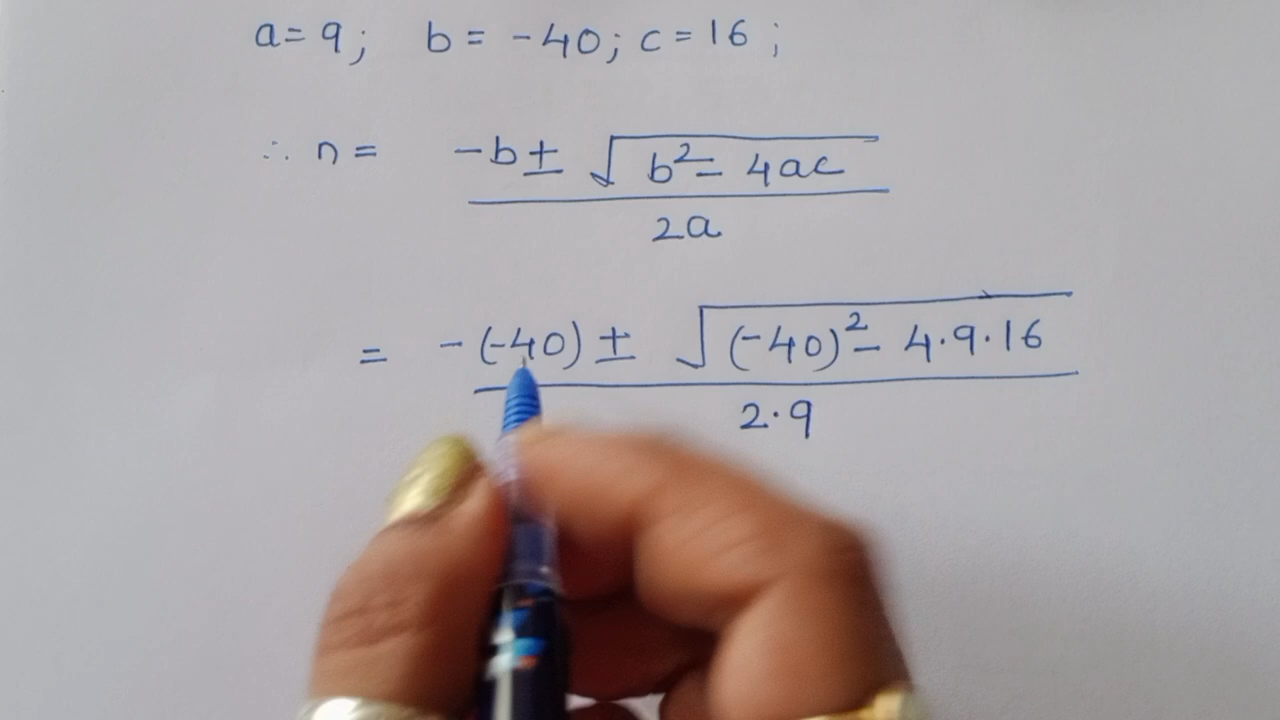 a = 9 ; b = -40 ; c = 16 ;
∴ n = -b ± √(b² - 4ac)
2a
= -(-40) ± √((-40)² - 4·9·16)
2·9